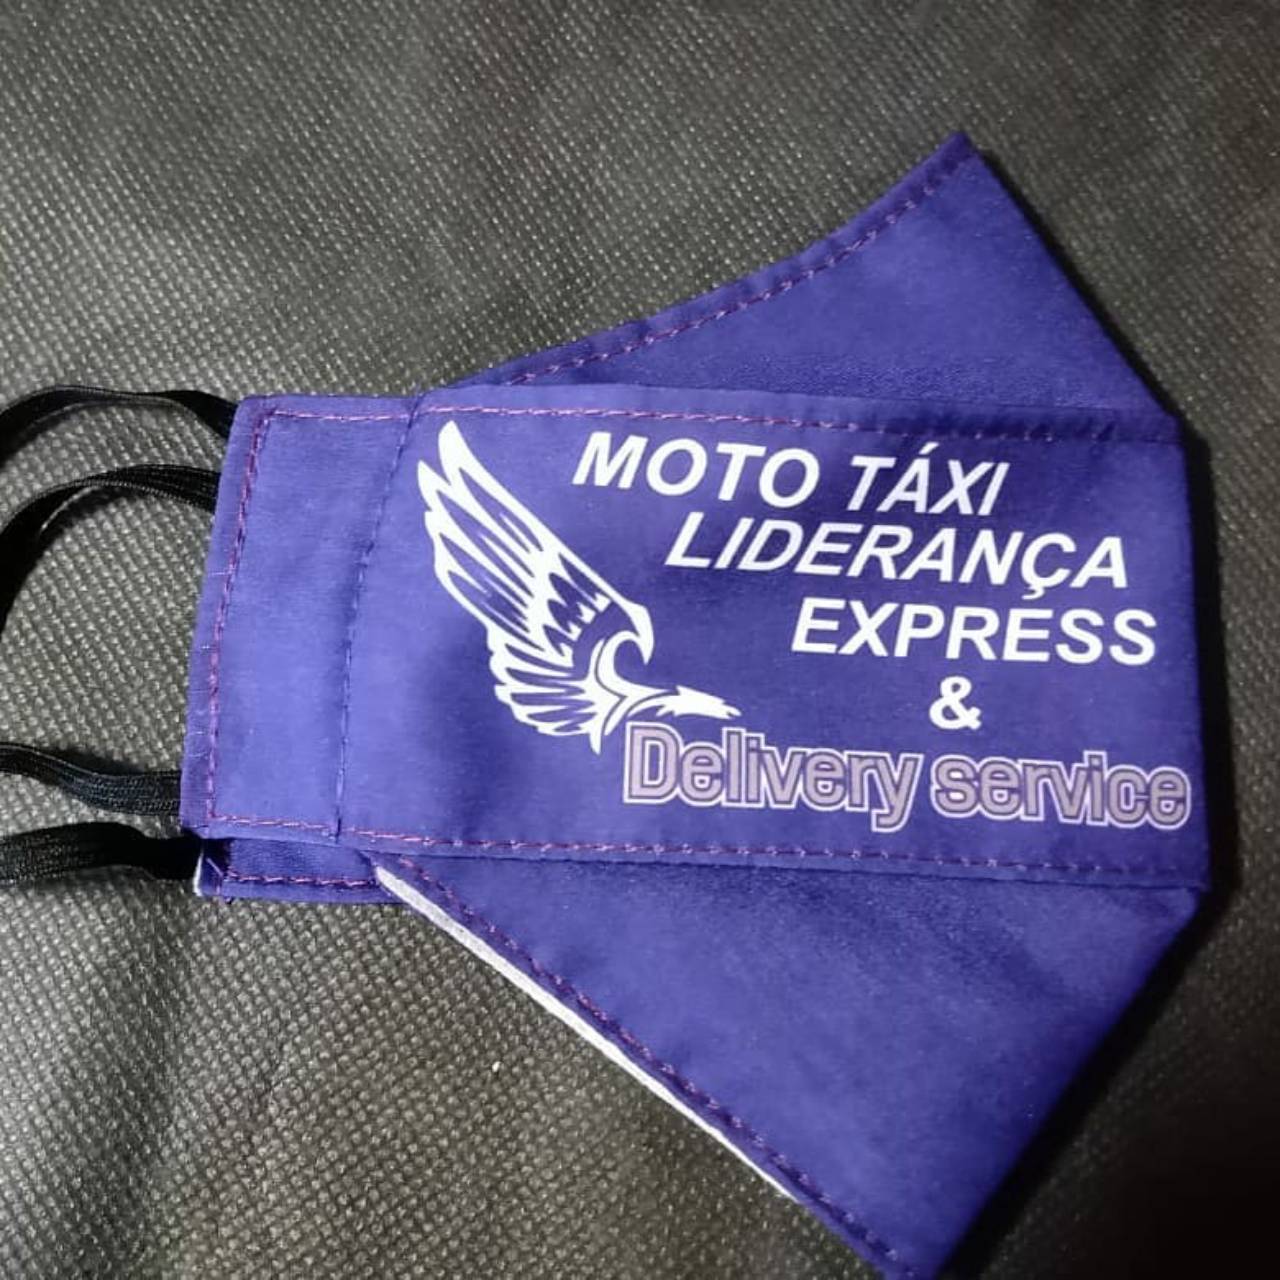 MOTO TÁXI
LIDERANÇA
EXPRESS
&
Delivery service